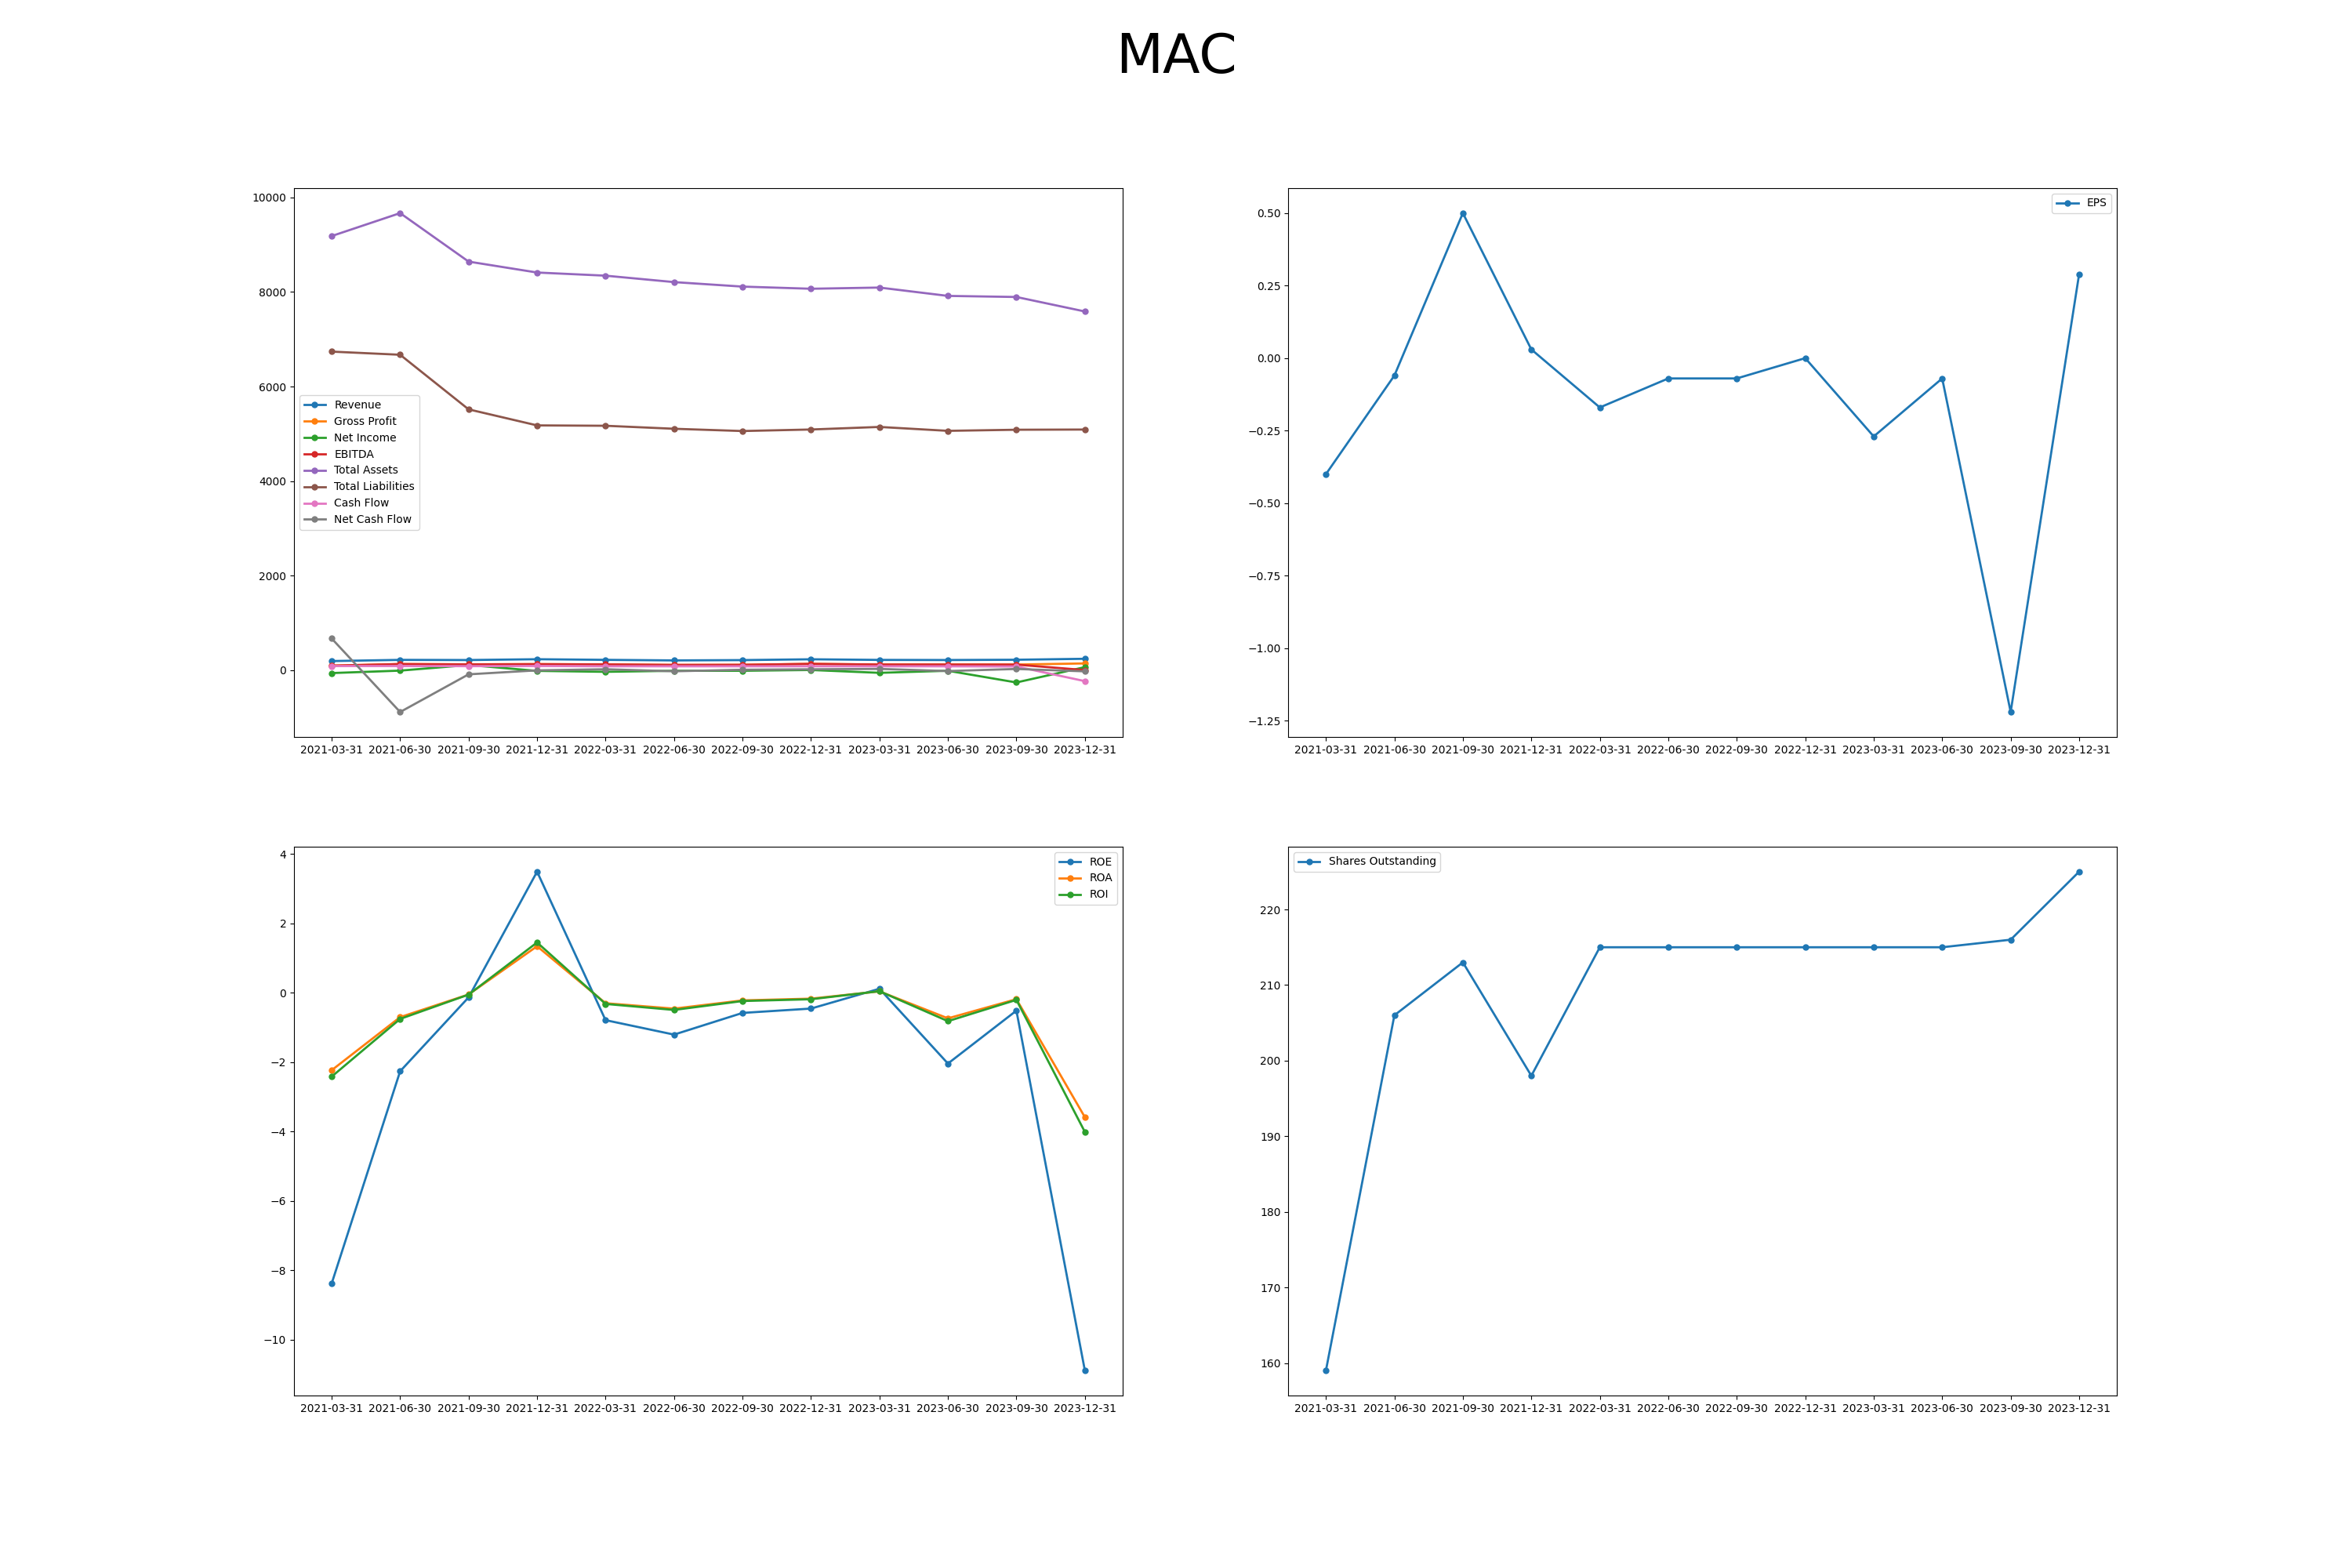 MAC
10000
8000
6000
4000
2000
0
Revenue
Gross Profit
Net Income
EBITDA
Total Assets
Total Liabilities
Cash Flow
Net Cash Flow
2021-03-31 2021-06-30 2021-09-30 2021-12-31 2022-03-31 2022-06-30 2022-09-30 2022-12-31 2023-03-31 2023-06-30 2023-09-30 2023-12-31
EPS
0.50
0.25
0.00
−0.25
−0.50
−0.75
−1.00
−1.25
2021-03-31 2021-06-30 2021-09-30 2021-12-31 2022-03-31 2022-06-30 2022-09-30 2022-12-31 2023-03-31 2023-06-30 2023-09-30 2023-12-31
4
2
0
−2
−4
−6
−8
−10
ROE
ROA
ROI
2021-03-31 2021-06-30 2021-09-30 2021-12-31 2022-03-31 2022-06-30 2022-09-30 2022-12-31 2023-03-31 2023-06-30 2023-09-30 2023-12-31
Shares Outstanding
220
210
200
190
180
170
160
2021-03-31 2021-06-30 2021-09-30 2021-12-31 2022-03-31 2022-06-30 2022-09-30 2022-12-31 2023-03-31 2023-06-30 2023-09-30 2023-12-31